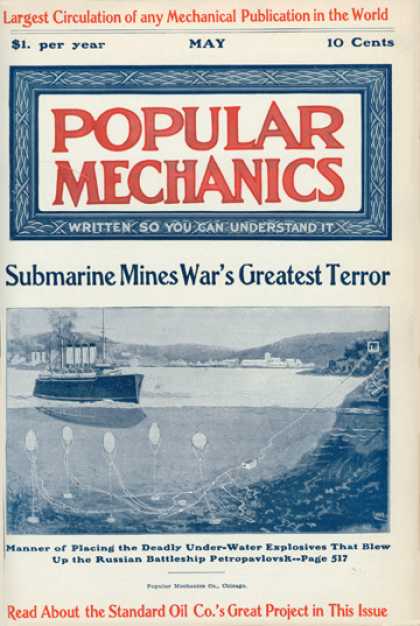 Largest Circulation of any Mechanical Publication in the World
$1. per year MAY 10 Cents
POPULAR
MECHANICS
WRITTEN SO YOU CAN UNDERSTAND IT
Submarine Mines War's Greatest Terror
Manner of Placing the Deadly Under-Water Explosives That Blew
Up the Russian Battleship Petropavlovsk--Page 517
Popular Mechanics Co., Chicago.
Read About the Standard Oil Co.'s Great Project in This Issue